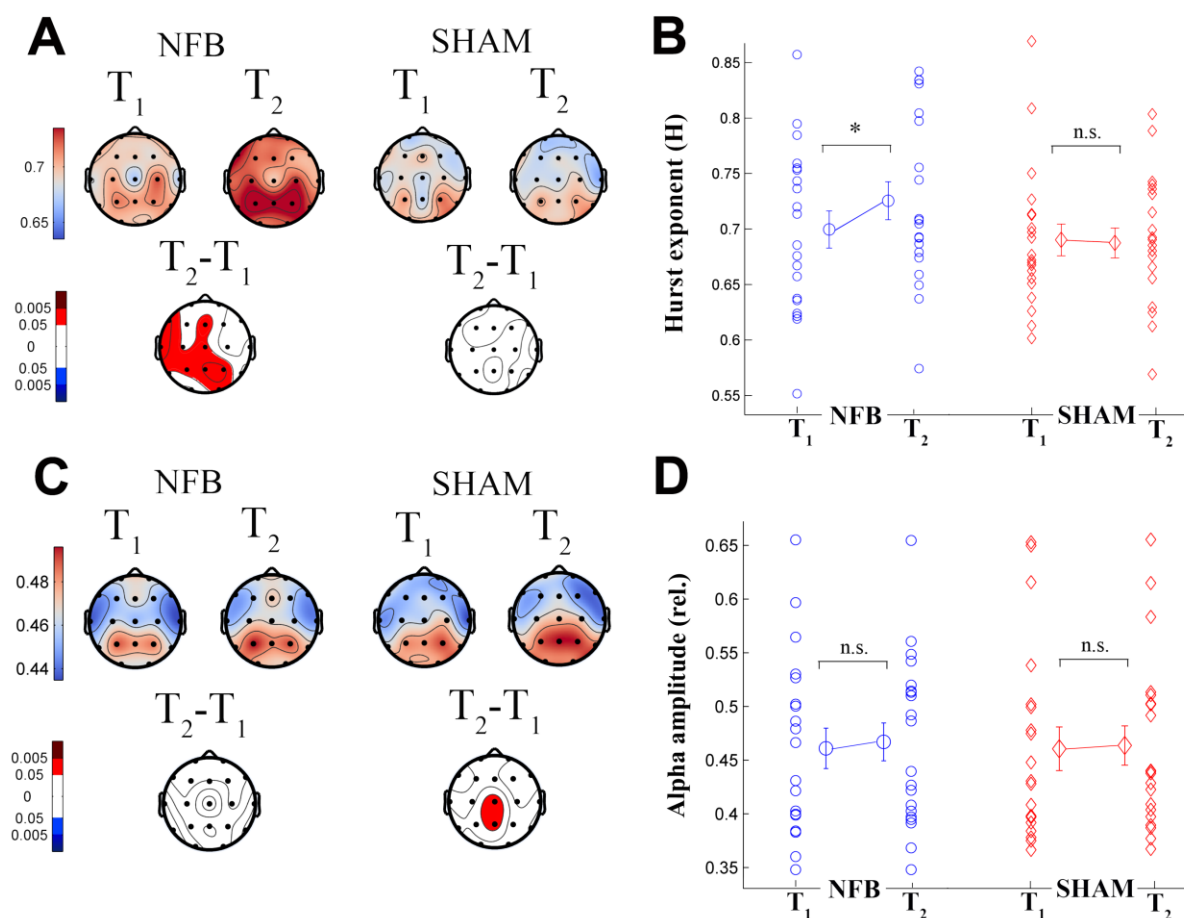 A
NFB SHAM
T1 T2 T1 T2
0.7
0.65
T2-T1 T2-T1
0.005
0.05
0
0.05
0.005
B
Hurst exponent (H)
0.85
0.8
0.75
0.7
0.65
0.6
0.55
*
n.s.
T1 NFB T2 T1 SHAM T2
C
NFB SHAM
T1 T2 T1 T2
0.48
0.46
0.44
T2-T1 T2-T1
0.005
0.05
0
0.05
0.005
D
Alpha amplitude (rel.)
0.65
0.6
0.55
0.5
0.45
0.4
0.35
n.s. n.s.
T1 NFB T2 T1 SHAM T2